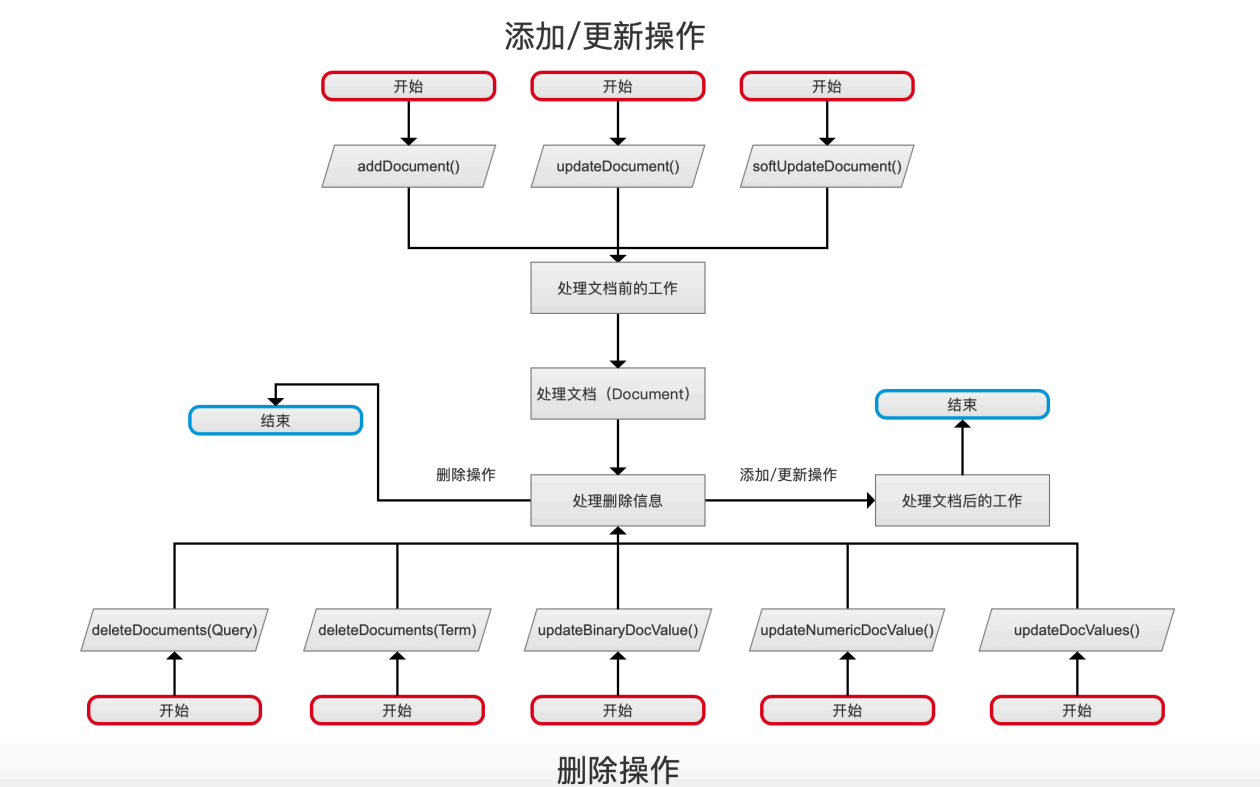 添加/更新操作
开始
开始
开始
addDocument()
updateDocument()
softUpdateDocument()
处理文档前的工作
处理文档（Document）
结束
结束
删除操作
添加/更新操作
处理删除信息
处理文档后的工作
deleteDocuments(Query)
deleteDocuments(Term)
updateBinaryDocValue()
updateNumericDocValue()
updateDocValues()
开始
开始
开始
开始
开始
删除操作